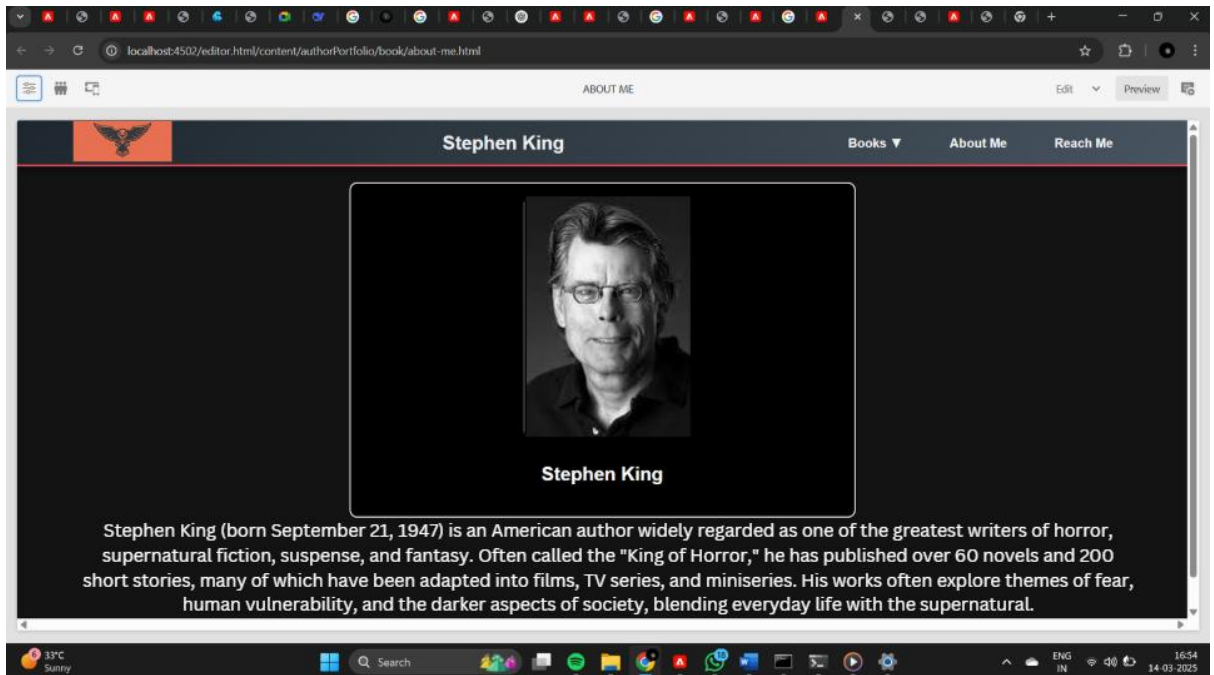 localhost:4502/editor.html/content/authorPortfolio/book/about-me.html
ABOUT ME
Edit
Preview
Stephen King
Books ▼
About Me
Reach Me
Stephen King
Stephen King (born September 21, 1947) is an American author widely regarded as one of the greatest writers of horror,
supernatural fiction, suspense, and fantasy. Often called the "King of Horror," he has published over 60 novels and 200
short stories, many of which have been adapted into films, TV series, and miniseries. His works often explore themes of fear,
human vulnerability, and the darker aspects of society, blending everyday life with the supernatural.
33°C
Sunny
Search
ENG
IN
16:54
14-03-2025